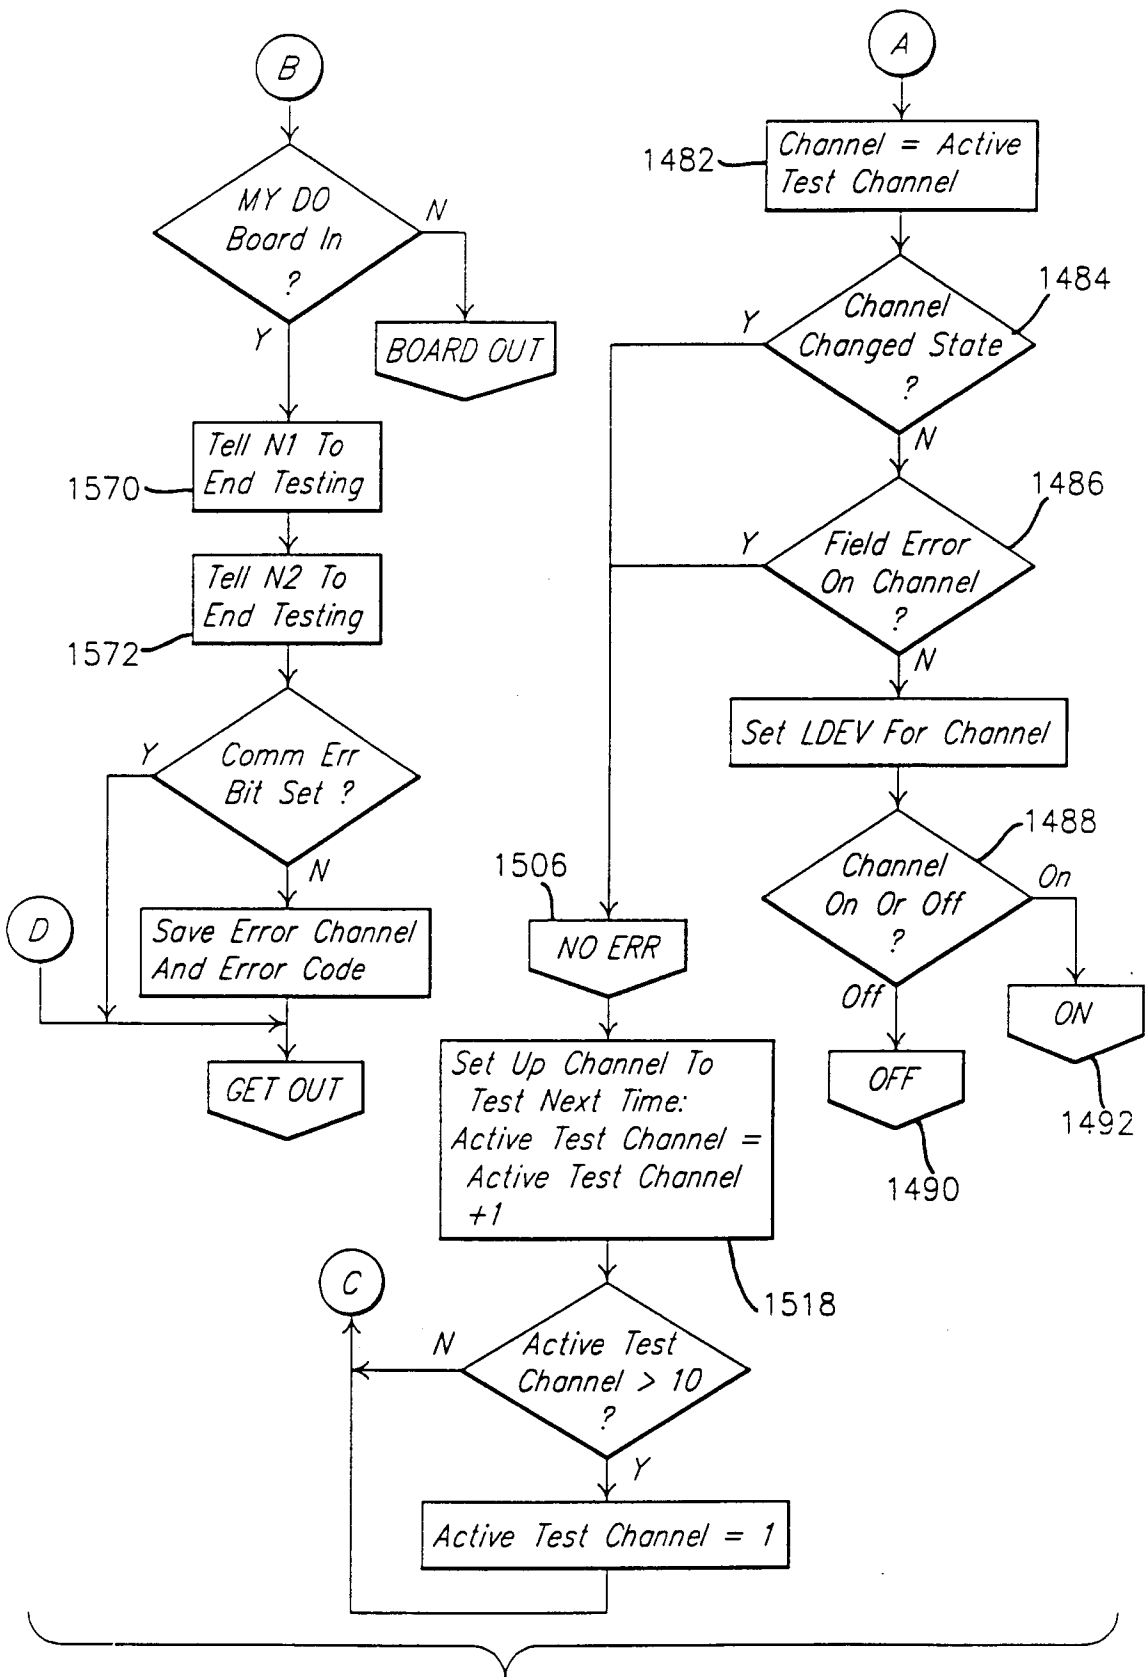 B
MY DO
Board In
?
N
Y
BOARD OUT
Tell N1 To
End Testing
1570
Tell N2 To
End Testing
1572
Comm Err
Bit Set ?
Y
N
D
Save Error Channel
And Error Code
GET OUT
A
1482
Channel = Active
Test Channel
1484
Channel
Changed State
?
Y
N
1486
Field Error
On Channel
?
Y
N
Set LDEV For Channel
1488
Channel
On Or Off
?
On
Off
ON
1492
OFF
1490
1506
NO ERR
Set Up Channel To
Test Next Time:
Active Test Channel =
Active Test Channel
+1
1518
C
Active Test
Channel > 10
?
N
Y
Active Test Channel = 1